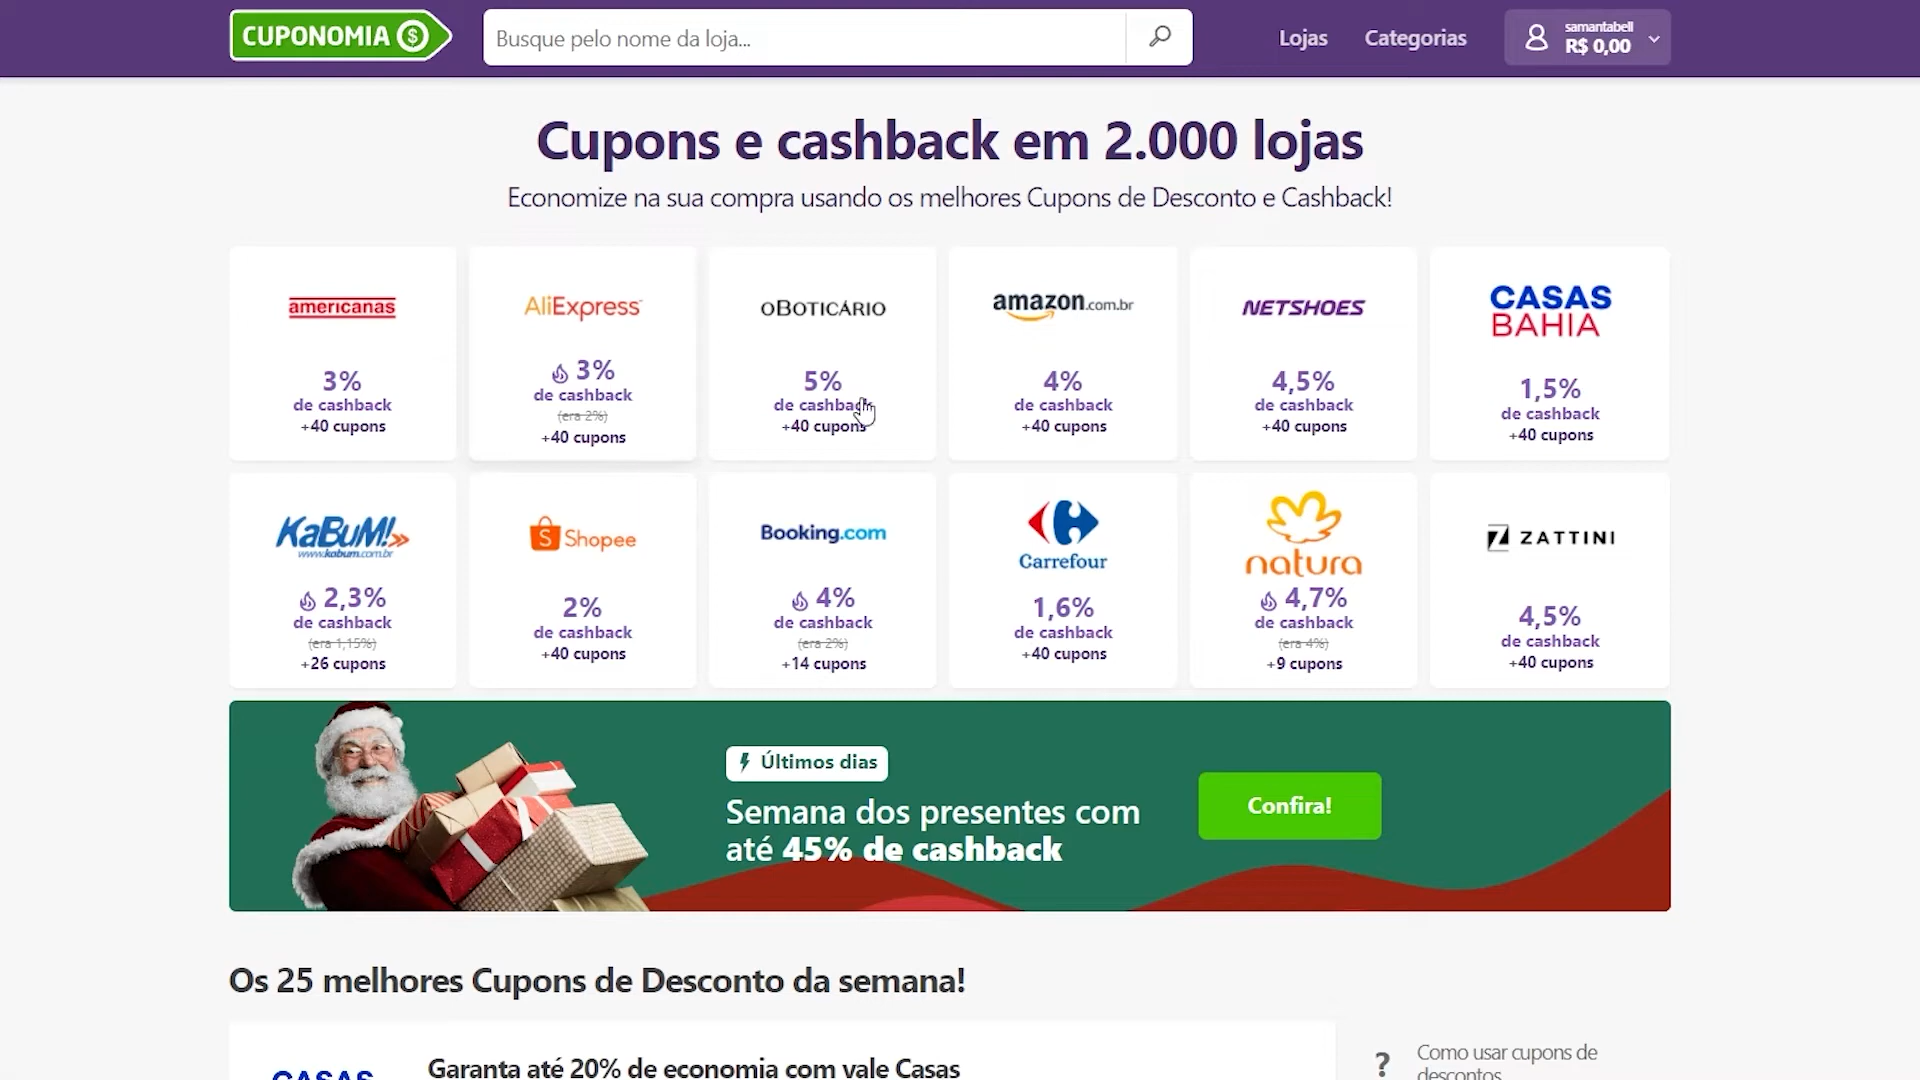 CUPONOMIA $
Busque pelo nome da loja...
Lojas
Categorias
samantabell
R$ 0,00
Cupons e cashback em 2.000 lojas
Economize na sua compra usando os melhores Cupons de Desconto e Cashback!
americanas
3%
de cashback
+40 cupons
AliExpress
3%
de cashback
(era 2%)
+40 cupons
oBOTICÁRIO
5%
de cashback
+40 cupons
amazon.com.br
4%
de cashback
+40 cupons
NETSHOES
4,5%
de cashback
+40 cupons
CASAS
BAHIA
1,5%
de cashback
+40 cupons
KaBuM!
www.kabum.com.br
2,3%
de cashback
(era 1,15%)
+26 cupons
S Shopee
2%
de cashback
+40 cupons
Booking.com
4%
de cashback
(era 2%)
+14 cupons
Carrefour
1,6%
de cashback
+40 cupons
natura
4,7%
de cashback
(era 4%)
+9 cupons
Z ZATTINI
4,5%
de cashback
+40 cupons
Últimos dias
Semana dos presentes com
até 45% de cashback
Confira!
Os 25 melhores Cupons de Desconto da semana!
CASAS
Garanta até 20% de economia com vale Casas
? Como usar cupons de
descontos